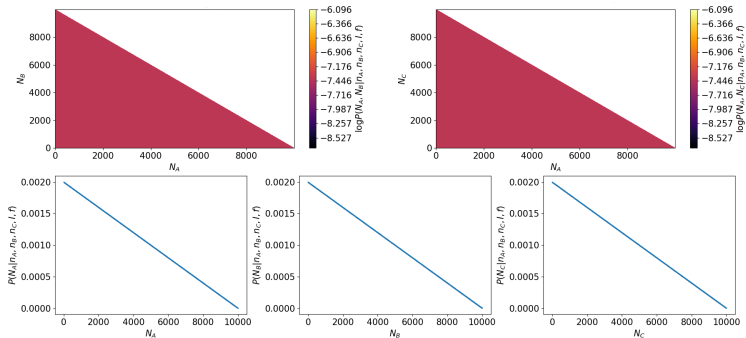 10000
8000
6000
4000
2000
0
N_B
0 2000 4000 6000 8000
N_A
−6.096
−6.366
−6.636
−6.906
−7.176
−7.446
−7.716
−7.987
−8.257
−8.527
logP(N_A, N_B|n_A, n_B, n_C, I, f)
8000
6000
4000
2000
0
N_C
0 2000 4000 6000 8000
N_A
−6.096
−6.366
−6.636
−6.906
−7.176
−7.446
−7.716
−7.987
−8.257
−8.527
logP(N_A, N_C|n_A, n_B, n_C, I, f)
0.0020
0.0015
0.0010
0.0005
0.0000
P(N_A|n_A, n_B, n_C, I, f)
0 2000 4000 6000 8000 10000
N_A
0.0020
0.0015
0.0010
0.0005
0.0000
P(N_B|n_A, n_B, n_C, I, f)
0 2000 4000 6000 8000 10000
N_B
0.0020
0.0015
0.0010
0.0005
0.0000
P(N_C|n_A, n_B, n_C, I, f)
0 2000 4000 6000 8000 10000
N_C